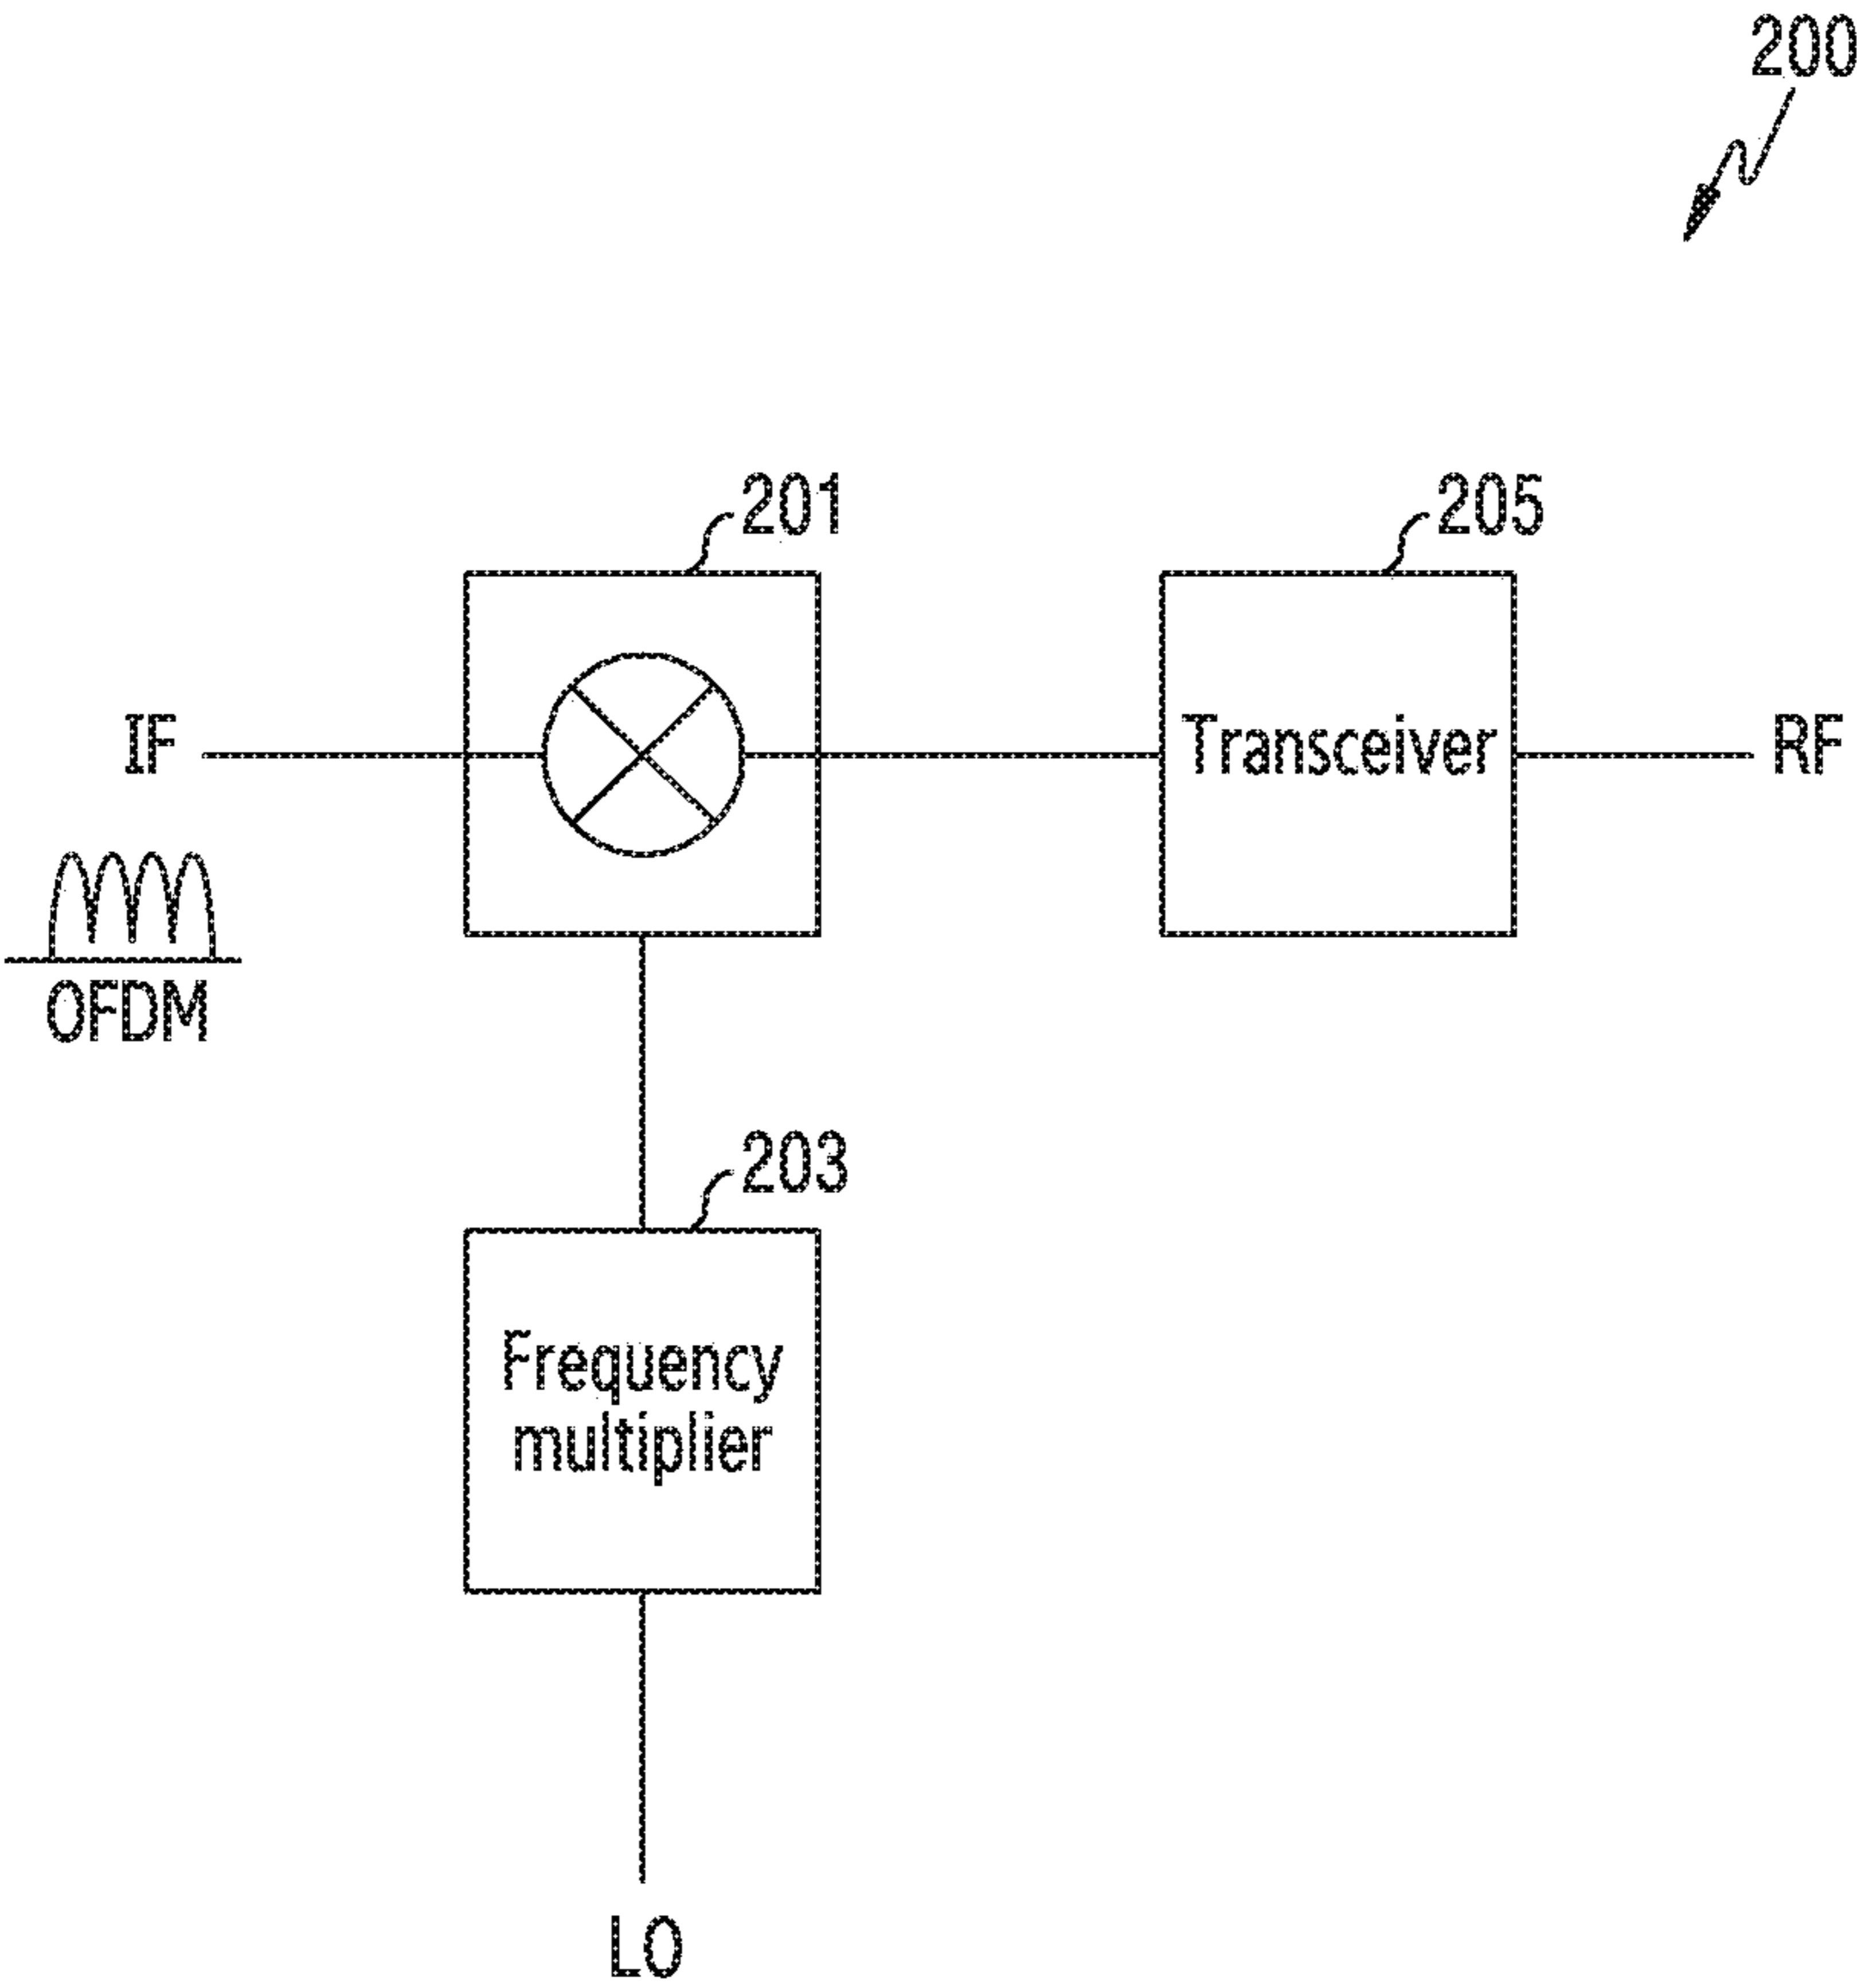 200
201
205
IF
Transceiver
RF
OFDM
203
Frequency
multiplier
LO